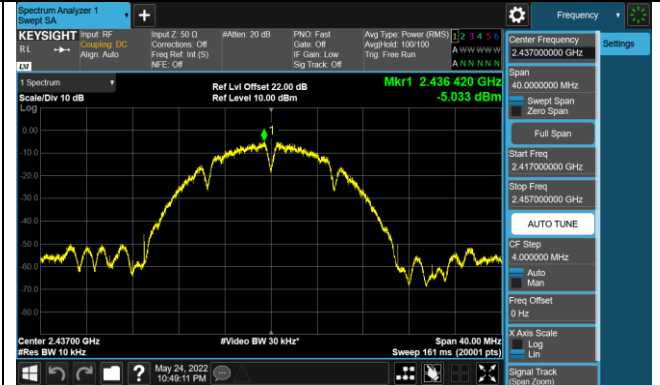 Spectrum Analyzer 1
Swept SA
Frequency
KEYSIGHT
RL
Input: RF
Coupling: DC
Align: Auto
Input Z: 50 Ω
Corrections: Off
Freq Ref: Int (S)
NFE: Off
#Atten: 20 dB
PNO: Fast
Gate: Off
IF Gain: Low
Sig Track: Off
Avg Type: Power (RMS)
Avg|Hold: 100/100
Trig: Free Run
1 2 3 4 5 6
A W W W W W
A N N N N N
1 Spectrum
Scale/Div 10 dB
Log
Ref Lvl Offset 22.00 dB
Ref Level 10.00 dBm
Mkr1 2.436 420 GHz
-5.033 dBm
1
0.00
-10.0
-20.0
-30.0
-40.0
-50.0
-60.0
-70.0
-80.0
Center 2.43700 GHz
#Res BW 10 kHz
#Video BW 30 kHz*
Span 40.00 MHz
Sweep 161 ms (20001 pts)
Center Frequency
2.437000000 GHz
Settings
Span
40.0000000 MHz
Swept Span
Zero Span
Full Span
Start Freq
2.417000000 GHz
Stop Freq
2.457000000 GHz
AUTO TUNE
CF Step
4.000000 MHz
Auto
Man
Freq Offset
0 Hz
X Axis Scale
Log
Lin
Signal Track
(Span Zoom)
?
May 24, 2022
10:49:11 PM